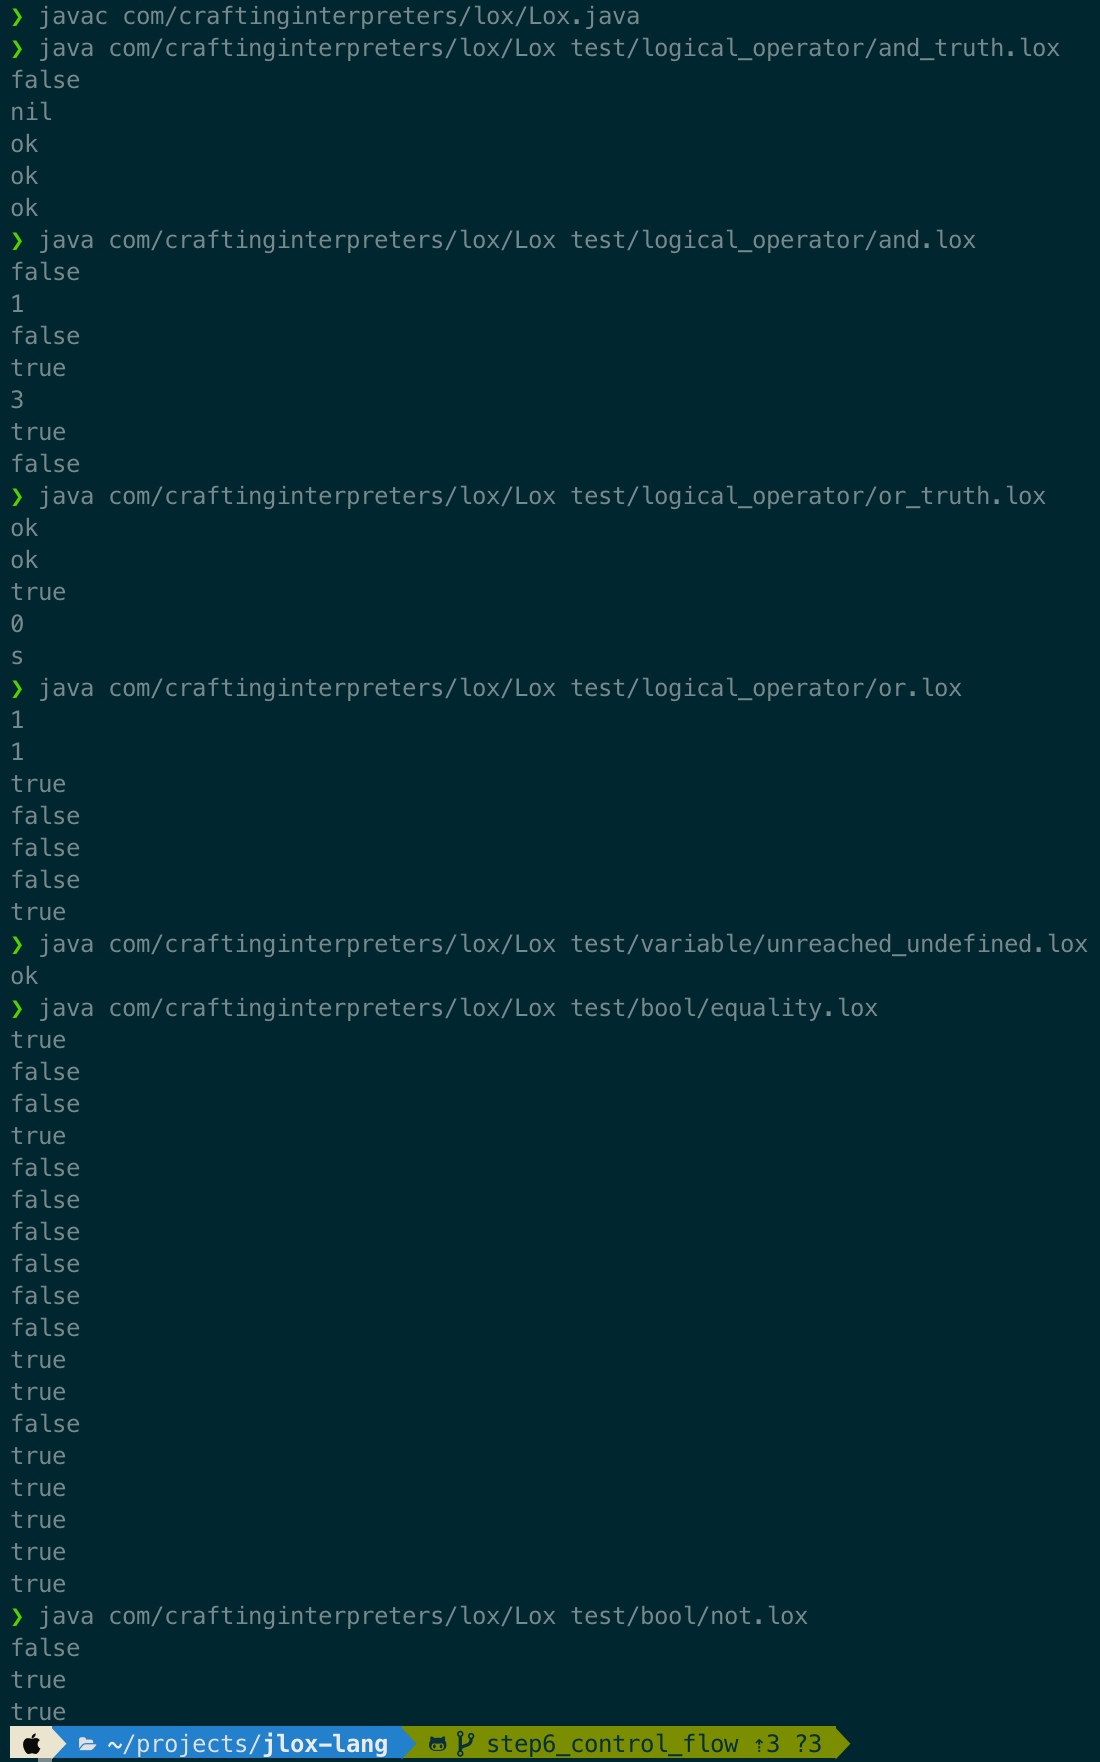 ❯ javac com/craftinginterpreters/lox/Lox.java
❯ java com/craftinginterpreters/lox/Lox test/logical_operator/and_truth.lox
false
nil
ok
ok
ok
❯ java com/craftinginterpreters/lox/Lox test/logical_operator/and.lox
false
1
false
true
3
true
false
❯ java com/craftinginterpreters/lox/Lox test/logical_operator/or_truth.lox
ok
ok
true
0
s
❯ java com/craftinginterpreters/lox/Lox test/logical_operator/or.lox
1
1
true
false
false
false
true
❯ java com/craftinginterpreters/lox/Lox test/variable/unreached_undefined.lox
ok
❯ java com/craftinginterpreters/lox/Lox test/bool/equality.lox
true
false
false
true
false
false
false
false
false
false
true
true
false
true
true
true
true
true
❯ java com/craftinginterpreters/lox/Lox test/bool/not.lox
false
true
true
~/projects/jlox-lang step6_control_flow ⇡3 ?3